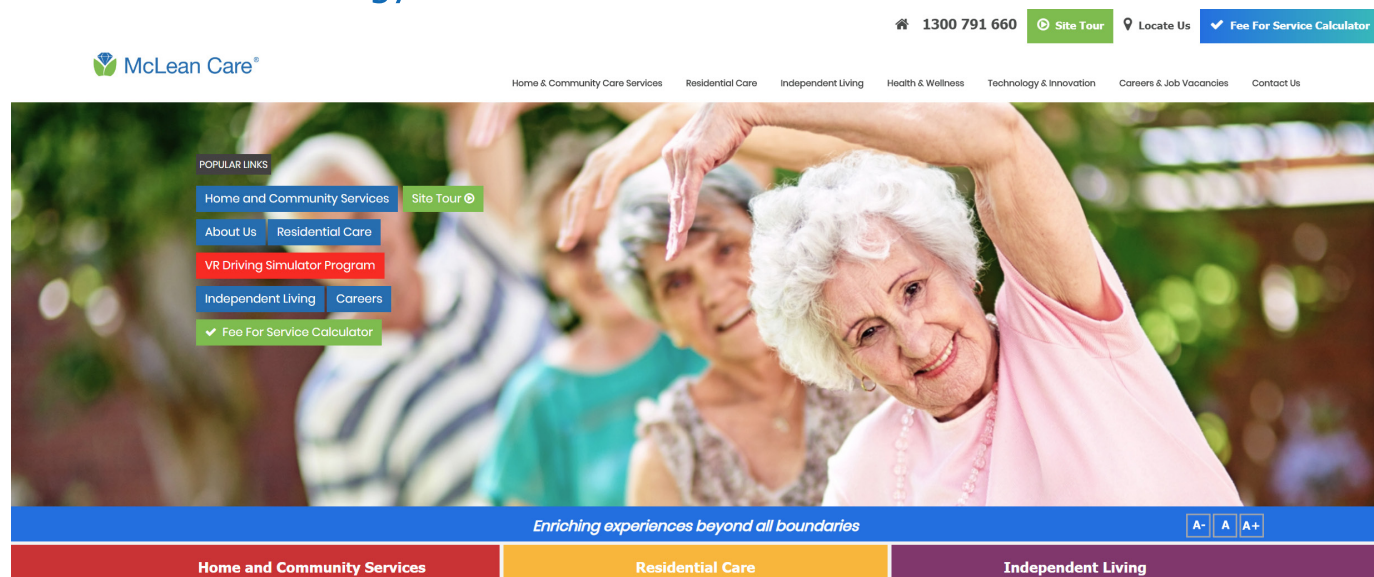 1300 791 660 Site Tour Locate Us Fee For Service Calculator
McLean Care®
Home & Community Care Services Residential Care Independent Living Health & Wellness Technology & Innovation Careers & Job Vacancies Contact Us
POPULAR LINKS
Home and Community Services Site Tour
About Us Residential Care
VR Driving Simulator Program
Independent Living Careers
Fee For Service Calculator
Enriching experiences beyond all boundaries A- A A+
Home and Community Services Residential Care Independent Living